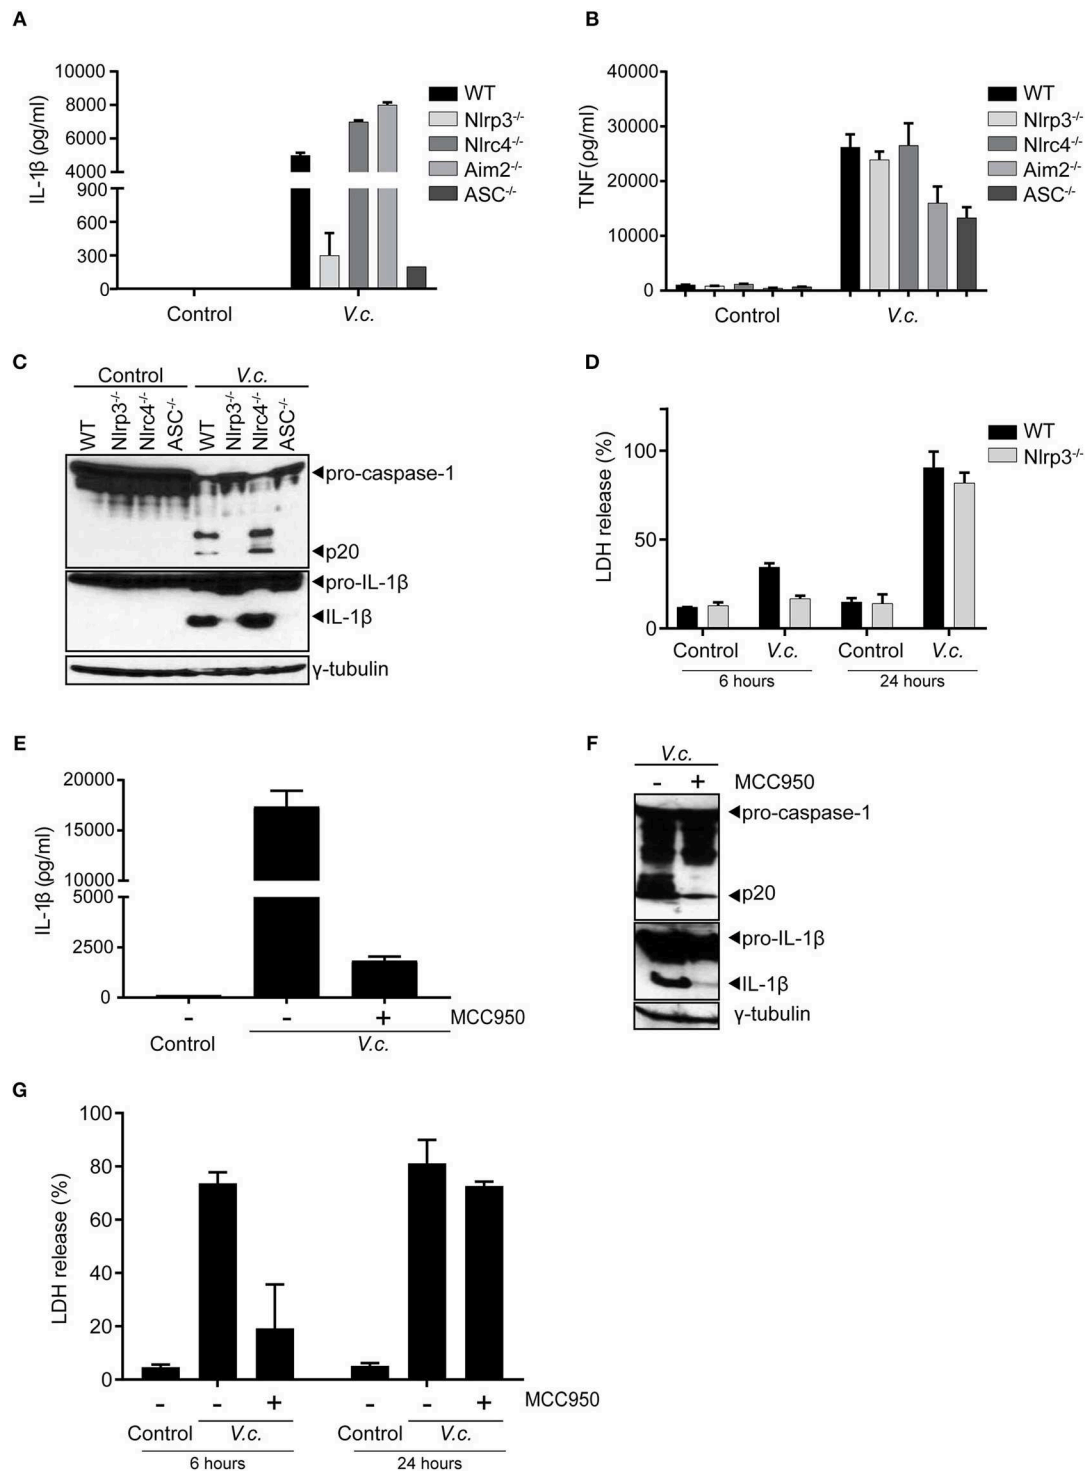 A
IL-1β (ρg/ml)
10000
8000
6000
4000
900
600
300
0
Control
V.c.
WT
Nlrp3-/-
Nlrc4-/-
Aim2-/-
ASC-/-
B
TNF(ρg/ml)
40000
30000
20000
10000
0
Control
V.c.
WT
Nlrp3-/-
Nlrc4-/-
Aim2-/-
ASC-/-
C
Control V.c.
WT Nlrp3-/- Nlrc4-/- ASC-/- WT Nlrp3-/- Nlrc4-/- ASC-/-
pro-caspase-1
p20
pro-IL-1β
IL-1β
γ-tubulin
D
LDH release (%)
100
50
0
Control V.c. Control V.c.
6 hours 24 hours
WT
Nlrp3-/-
E
IL-1β (ρg/ml)
20000
15000
10000
5000
2500
0
- - + MCC950
Control V.c.
F
V.c.
- + MCC950
pro-caspase-1
p20
pro-IL-1β
IL-1β
γ-tubulin
G
LDH release (%)
100
80
60
40
20
0
- - + - - + MCC950
Control V.c. Control V.c.
6 hours 24 hours